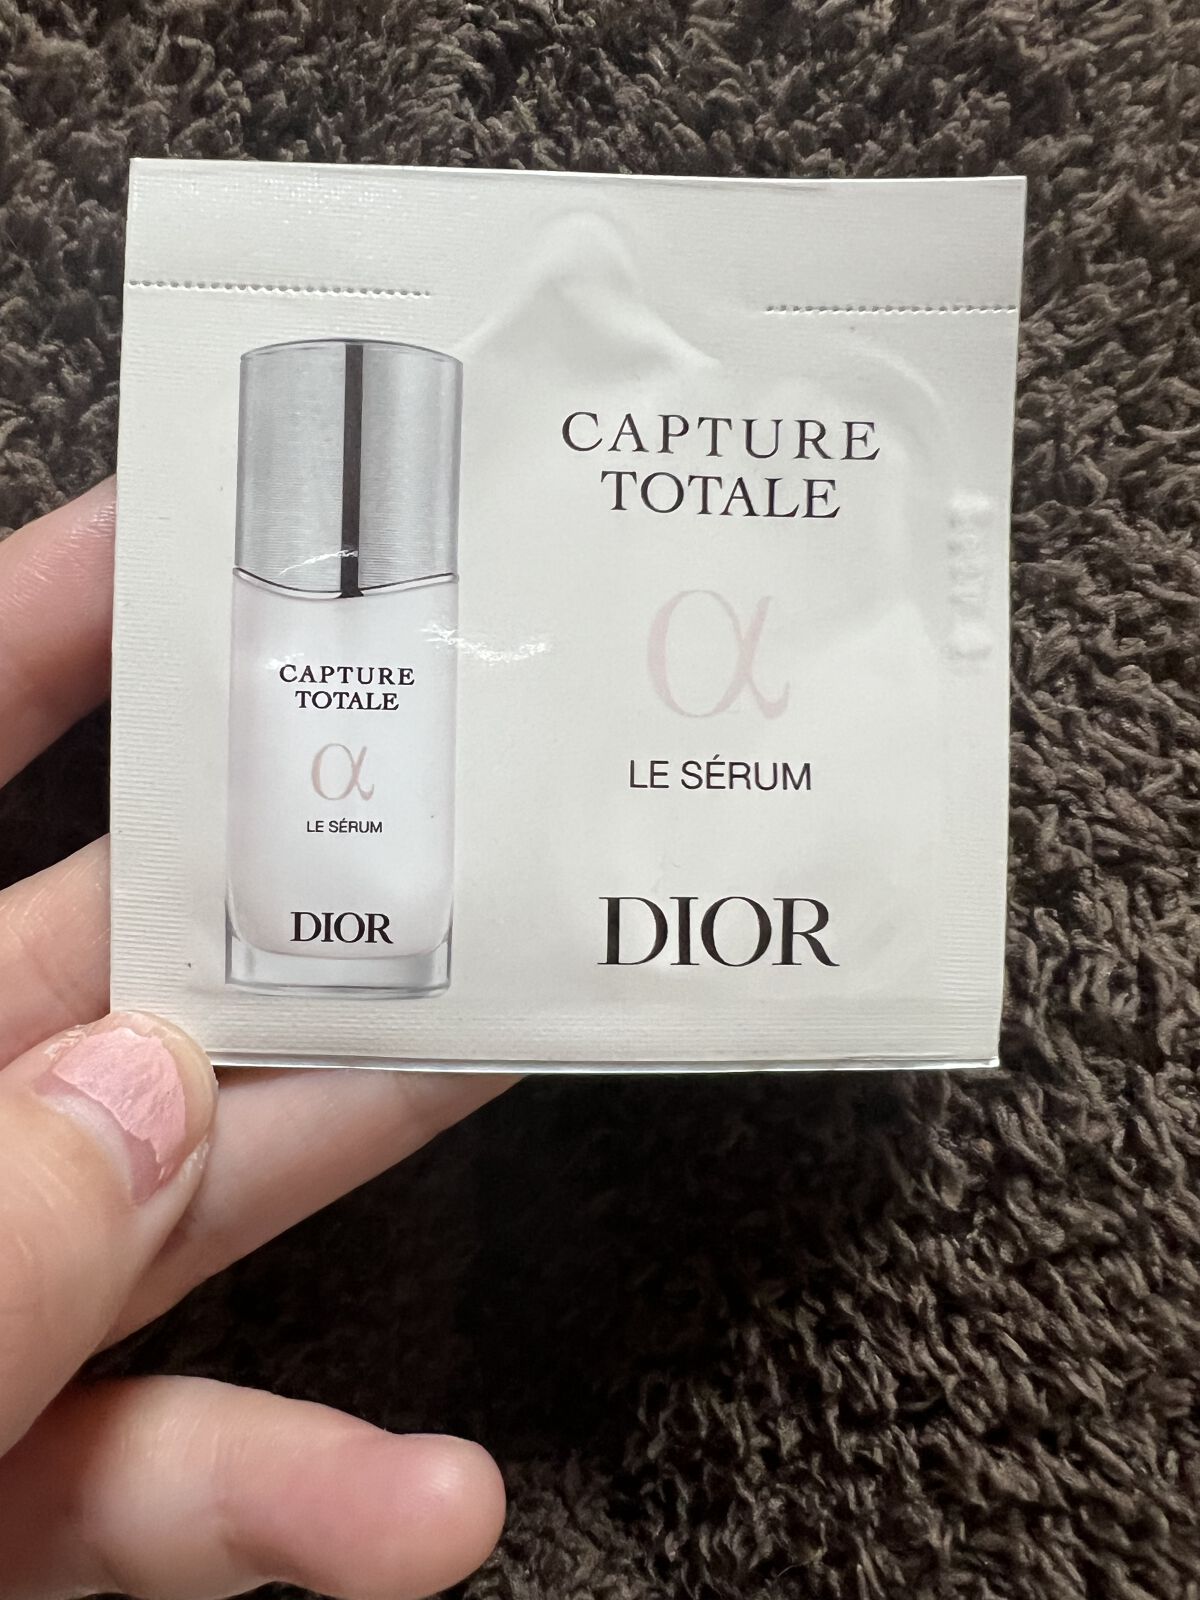 CAPTURE
TOTALE
α
LE SÉRUM
DIOR
CAPTURE
TOTALE
α
LE SÉRUM
DIOR